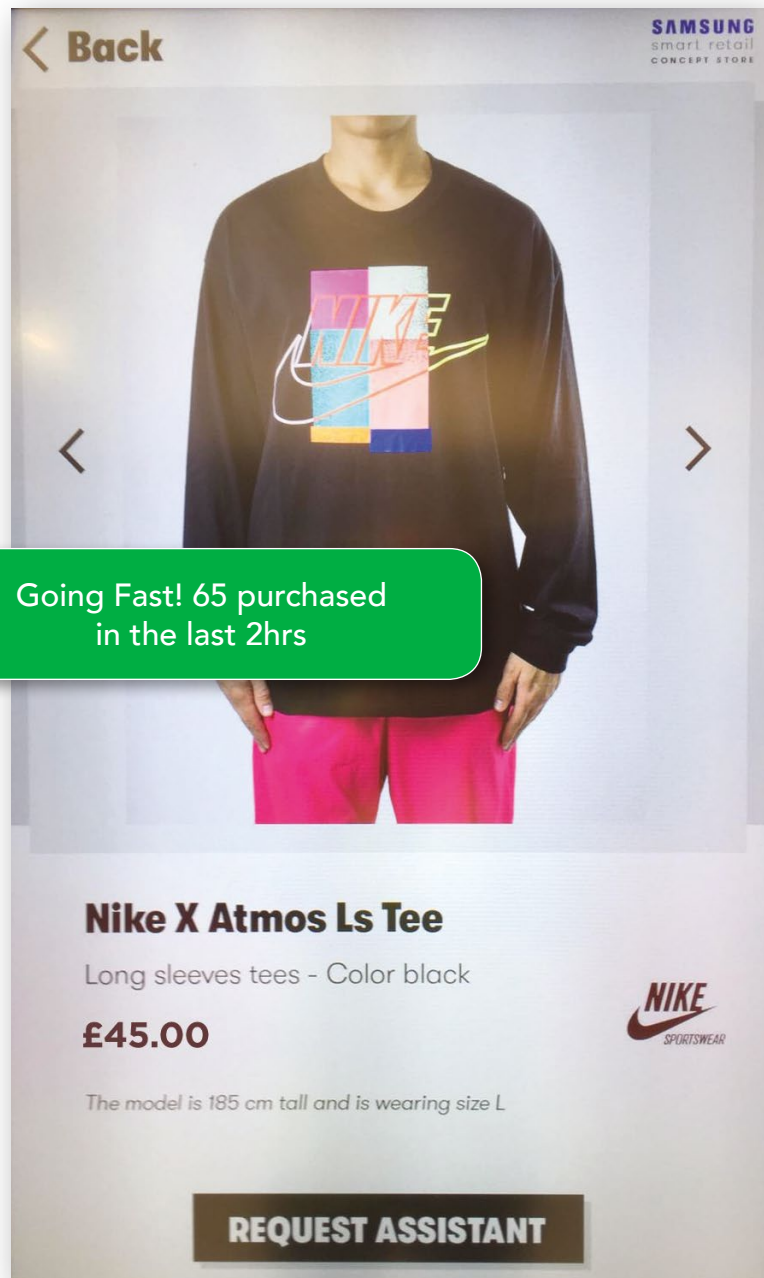 Back
SAMSUNG
smart retail
CONCEPT STORE
NIKE
Going Fast! 65 purchased
in the last 2hrs
Nike X Atmos Ls Tee
Long sleeves tees - Color black
£45.00
NIKE
SPORTSWEAR
The model is 185 cm tall and is wearing size L
REQUEST ASSISTANT